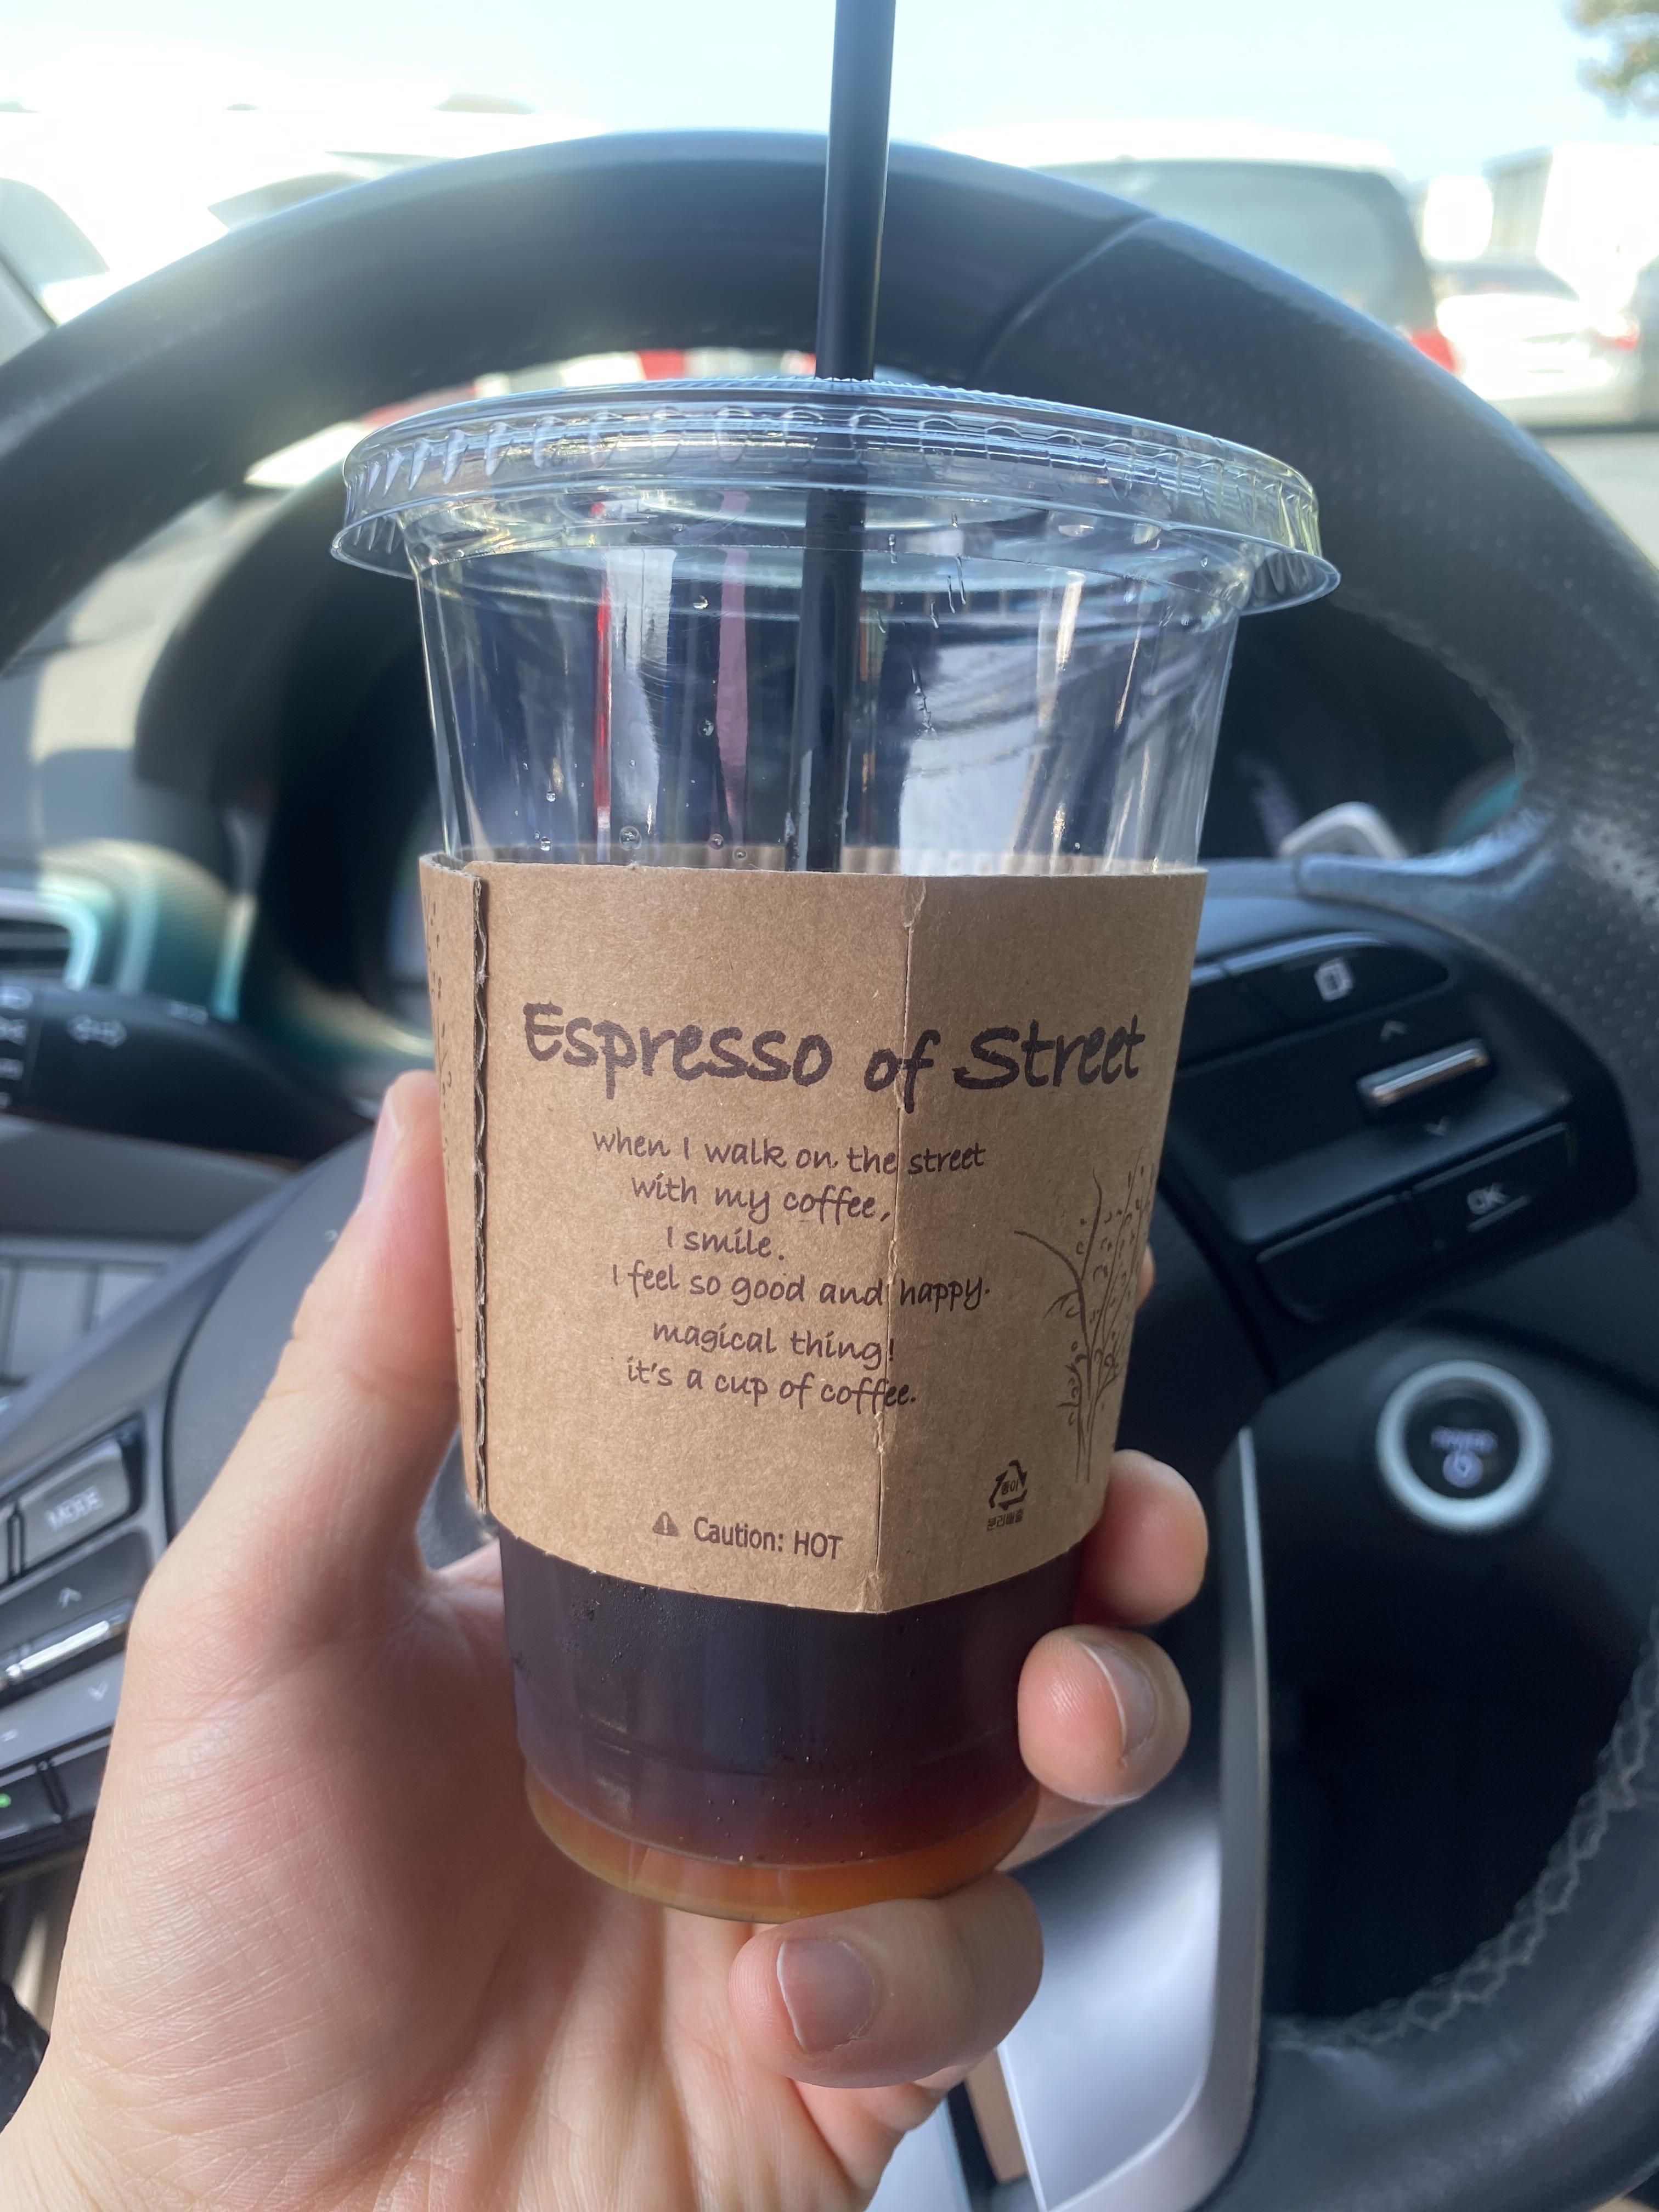 Espresso of Street
when I walk on the street
with my coffee,
I smile.
I feel so good and happy.
magical thing!
it's a cup of coffee.
⚠ Caution: HOT
종이
분리배출
OK
MODE